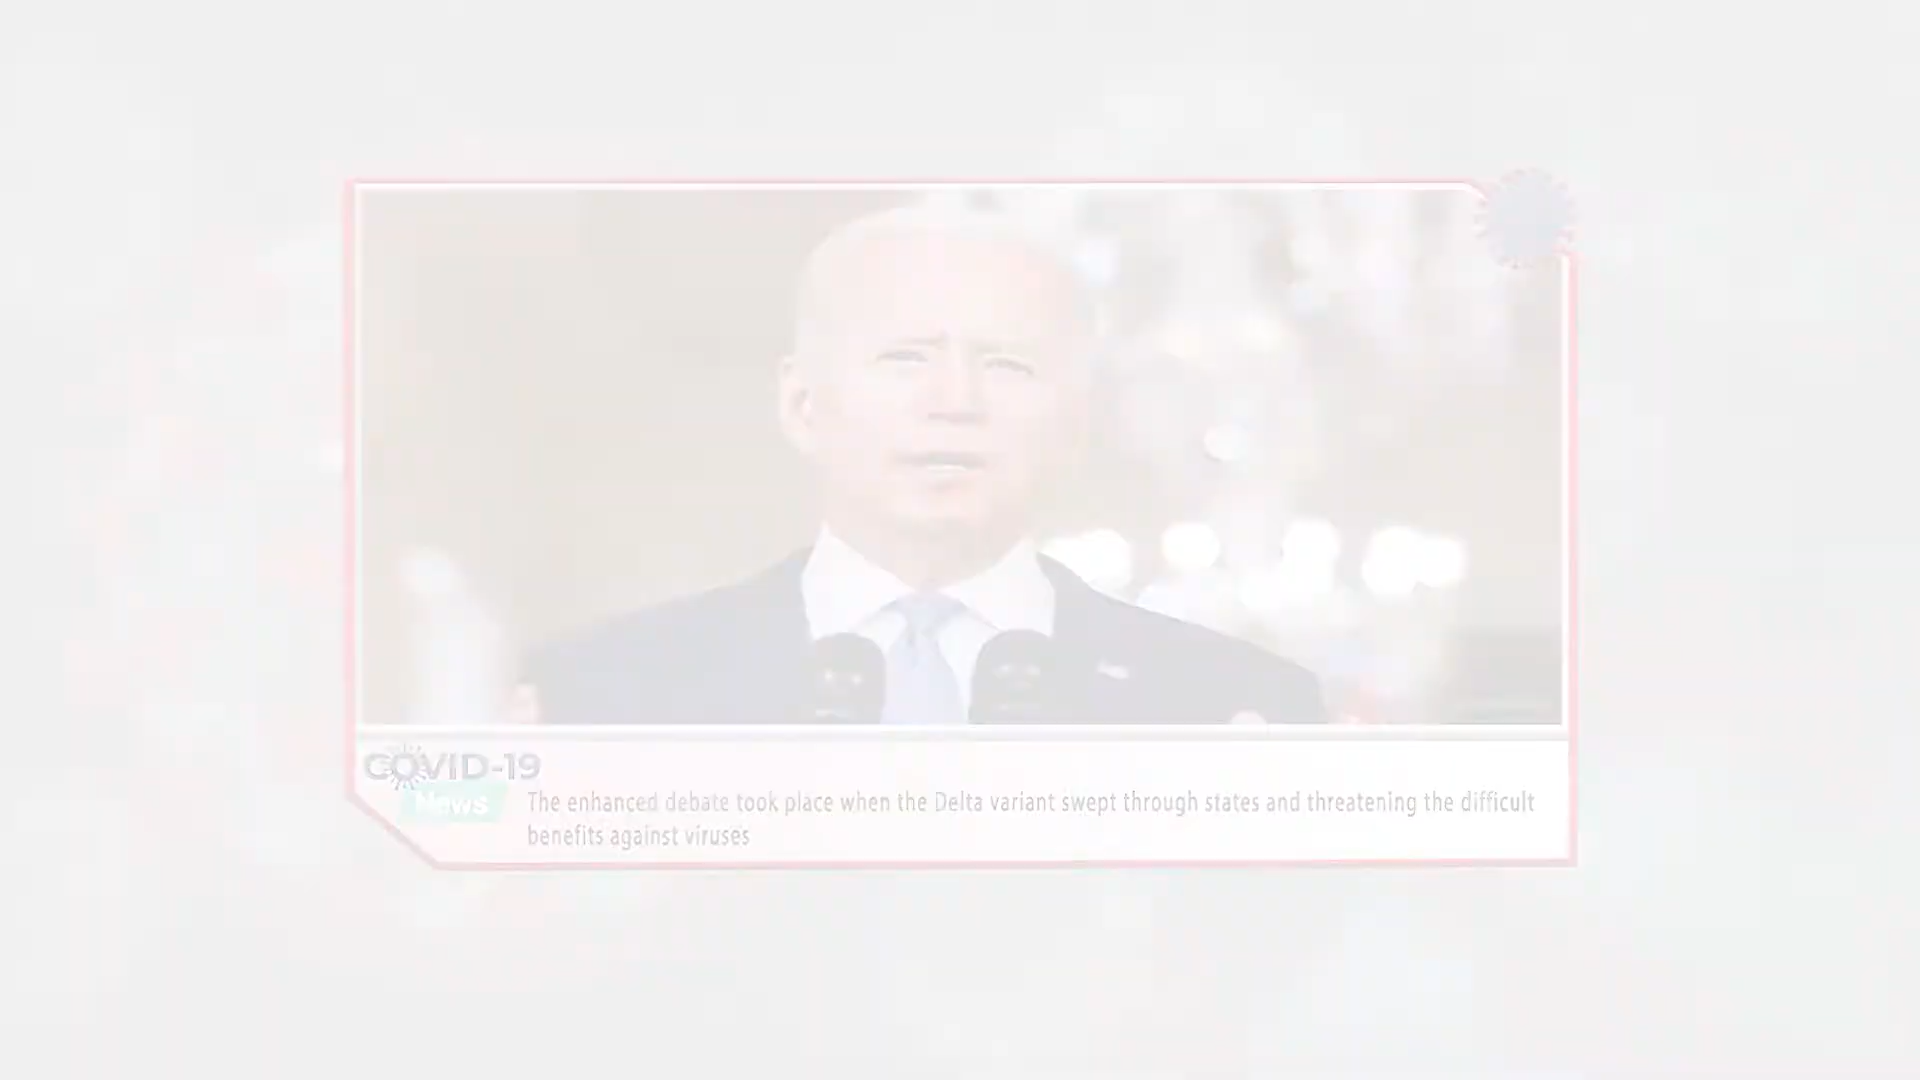 COVID-19
News
The enhanced debate took place when the Delta variant swept through states and threatening the difficult
benefits against viruses